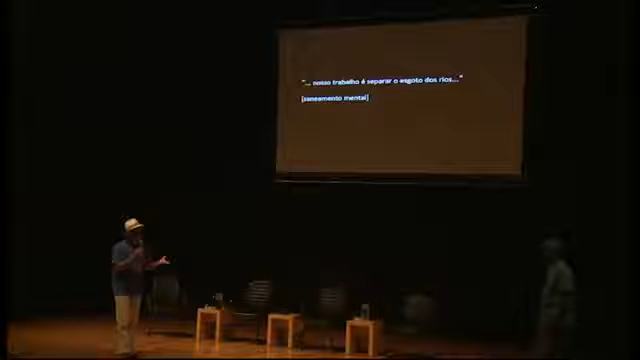 "... nosso trabalho é separar o esgoto dos rios..."
[saneamento mental]